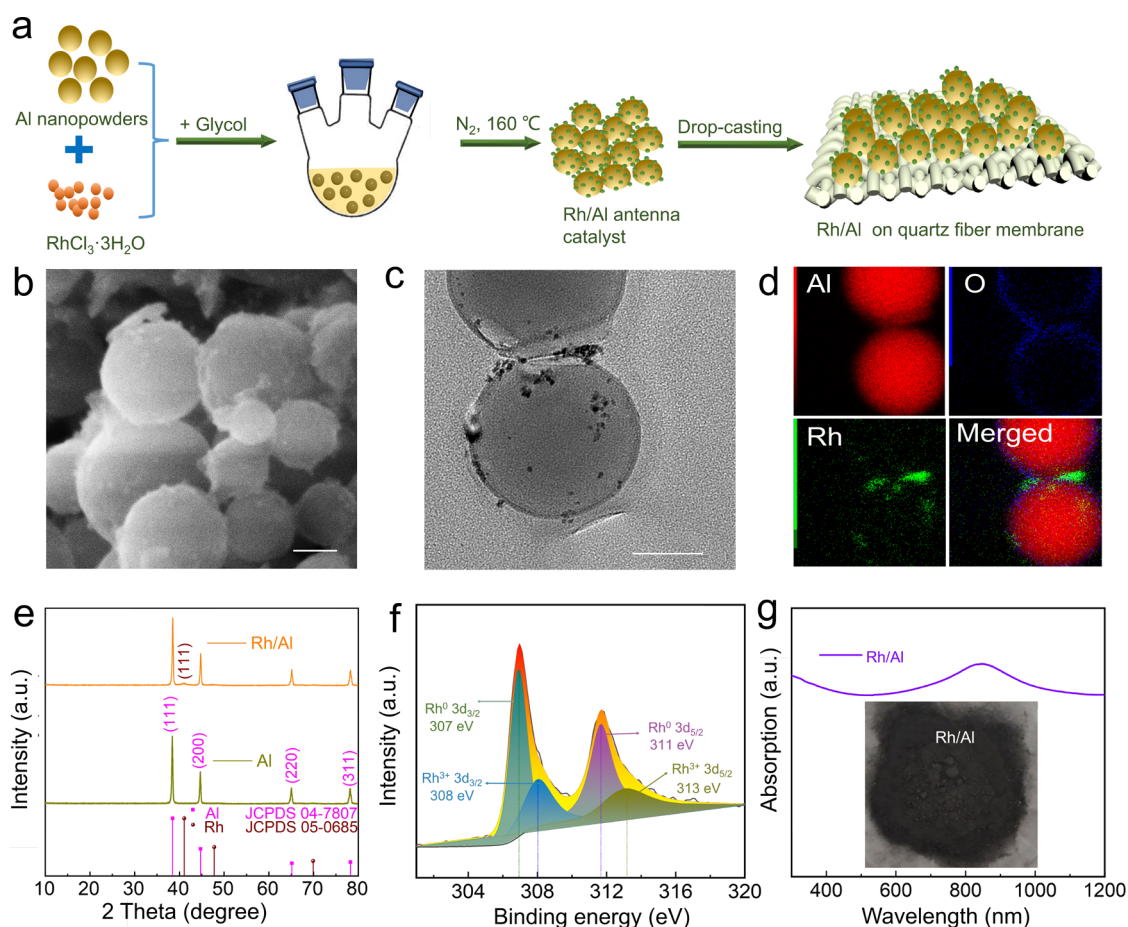 a
Al nanopowders
RhCl₃·3H₂O
+ Glycol
N₂, 160 ℃
Rh/Al antenna
catalyst
Drop-casting
Rh/Al on quartz fiber membrane
b
c
d
Al
O
Rh
Merged
e
Intensity (a.u.)
Rh/Al
(111)
(111)
(200)
Al
(220)
(311)
Al JCPDS 04-7807
Rh JCPDS 05-0685
10 20 30 40 50 60 70 80
2 Theta (degree)
f
Intensity (a.u.)
Rh⁰ 3d₃/₂
307 eV
Rh³⁺ 3d₃/₂
308 eV
Rh⁰ 3d₅/₂
311 eV
Rh³⁺ 3d₅/₂
313 eV
304 308 312 316 320
Binding energy (eV)
g
Absorption (a.u.)
Rh/Al
Rh/Al
400 600 800 1000 1200
Wavelength (nm)